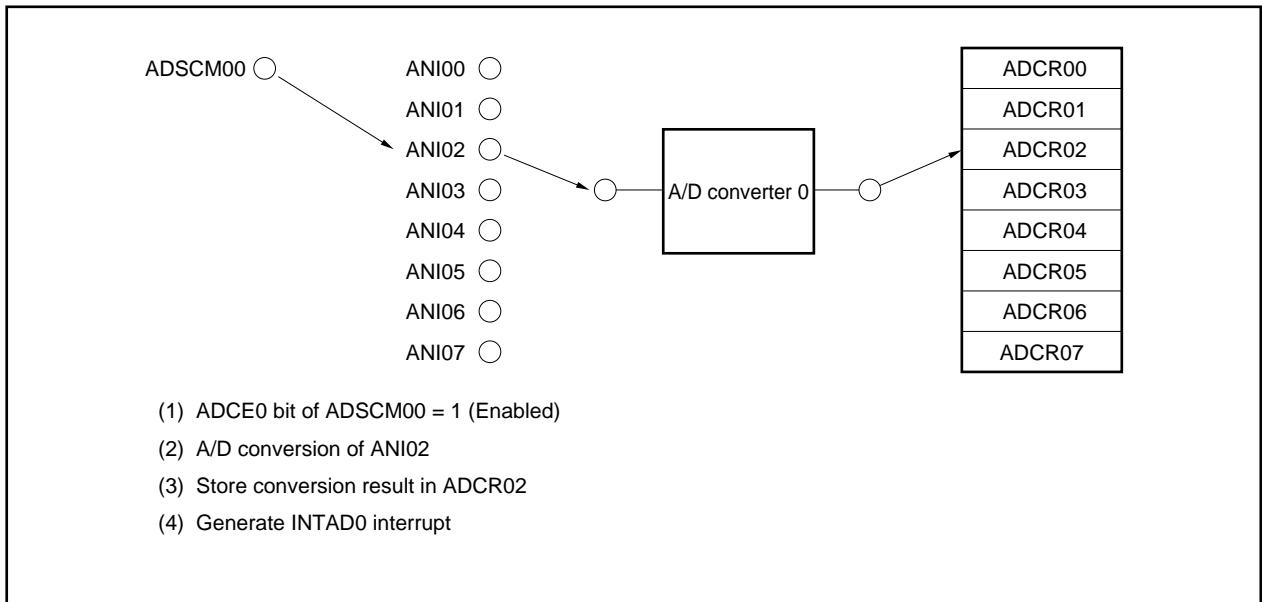 ADSCM00 ANI00 ADCR00
ANI01 ADCR01
ANI02 ADCR02
ANI03 A/D converter 0 ADCR03
ANI04 ADCR04
ANI05 ADCR05
ANI06 ADCR06
ANI07 ADCR07
(1) ADCE0 bit of ADSCM00 = 1 (Enabled)
(2) A/D conversion of ANI02
(3) Store conversion result in ADCR02
(4) Generate INTAD0 interrupt